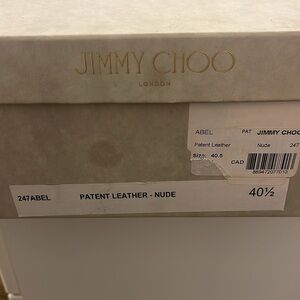 JIMMY CHOO
LONDON
ABEL PAT JIMMY CHOO
Patent Leather Nude 247
Size: 40.5
CAD
247ABEL PATENT LEATHER - NUDE 40½